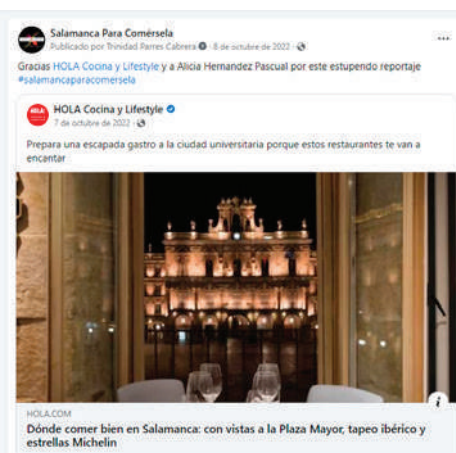 Salamanca Para Comérsela
Publicado por Trinidad Parres Cabrera · 8 de octubre de 2022 ·
Gracias HOLA Cocina y Lifestyle y a Alicia Hernandez Pascual por este estupendo reportaje
#salamancaparacomersela
HOLA Cocina y Lifestyle
7 de octubre de 2022 ·
Prepara una escapada gastro a la ciudad universitaria porque estos restaurantes te van a
encantar
HOLA.COM
Dónde comer bien en Salamanca: con vistas a la Plaza Mayor, tapeo ibérico y
estrellas Michelin